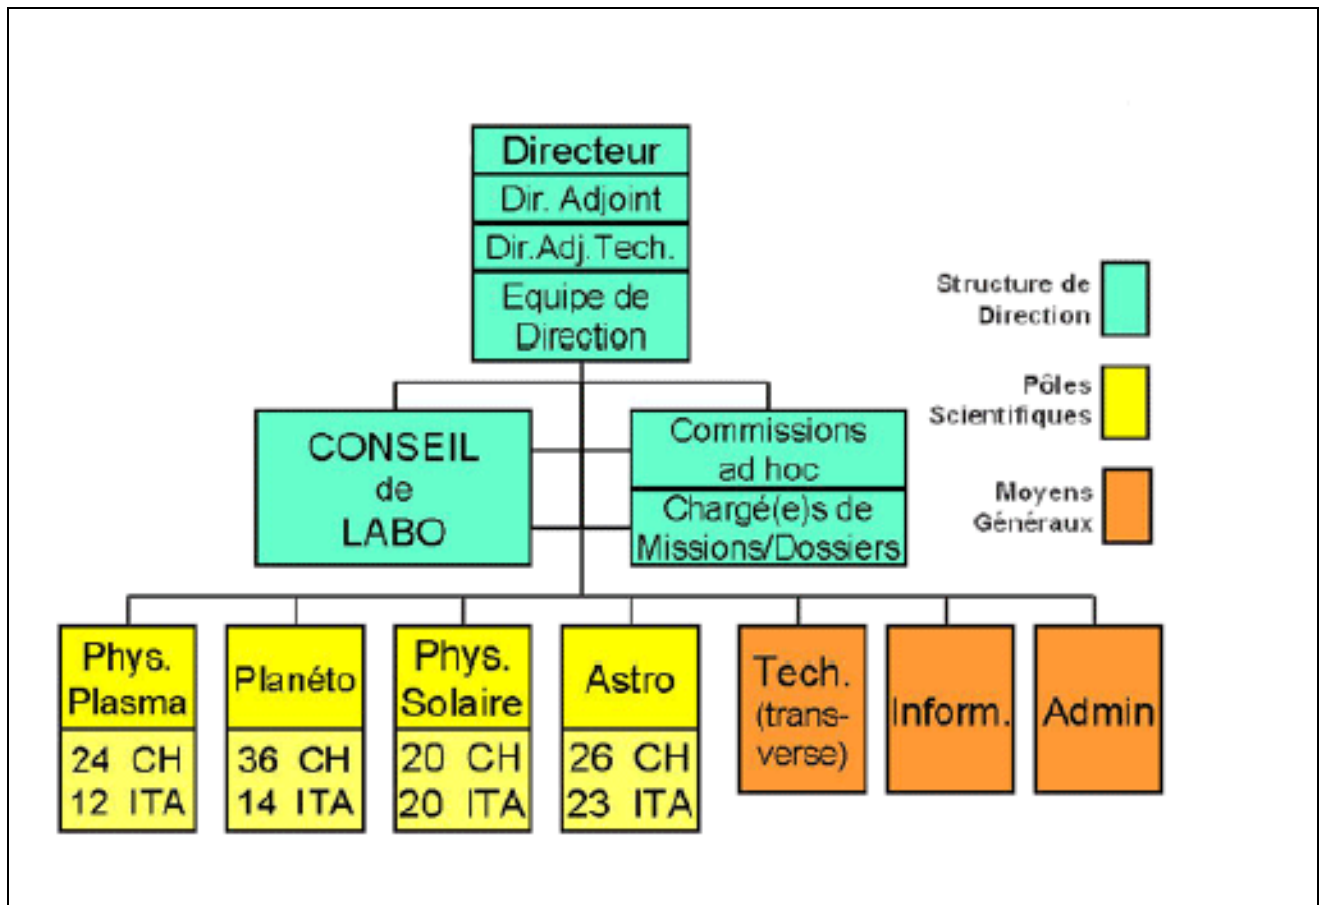 Directeur
Dir. Adjoint
Dir.Adj.Tech.
Equipe de
Direction
Structure de
Direction
Pôles
Scientifiques
Moyens
Généraux
CONSEIL
de
LABO
Commissions
ad hoc
Chargé(e)s de
Missions/Dossiers
Phys.
Plasma
24 CH
12 ITA
Planéto
36 CH
14 ITA
Phys.
Solaire
20 CH
20 ITA
Astro
26 CH
23 ITA
Tech.
(trans-
verse)
Inform.
Admin